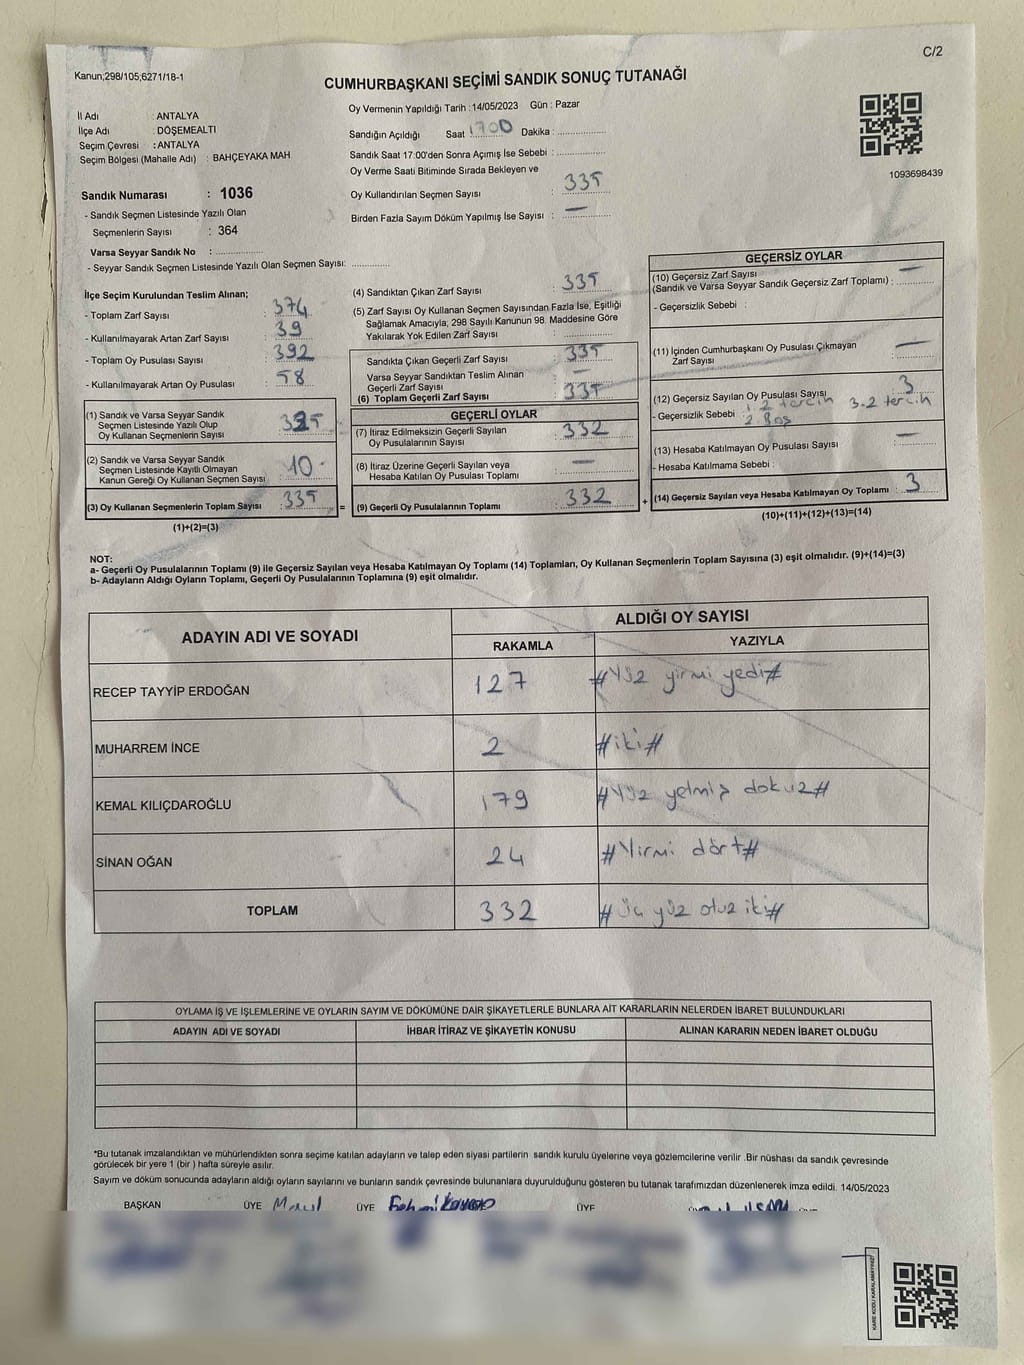 C/2
Kanun;298/105;6271/18-1
CUMHURBAŞKANI SEÇİMİ SANDIK SONUÇ TUTANAĞI
İl Adı : ANTALYA
İlçe Adı : DÖŞEMEALTI
Seçim Çevresi : ANTALYA
Seçim Bölgesi (Mahalle Adı) : BAHÇEYAKA MAH
Sandık Numarası : 1036
- Sandık Seçmen Listesinde Yazılı Olan
Seçmenlerin Sayısı : 364
Varsa Seyyar Sandık No :
- Seyyar Sandık Seçmen Listesinde Yazılı Olan Seçmen Sayısı:
Oy Vermenin Yapıldığı Tarih :14/05/2023 Gün : Pazar
Sandığın Açıldığı Saat 1700 Dakika :
Sandık Saat 17:00'den Sonra Açımış İse Sebebi :
Oy Verme Saati Bitiminde Sırada Bekleyen ve
Oy Kullandırılan Seçmen Sayısı : 335
Birden Fazla Sayım Döküm Yapılmış İse Sayısı : —
1093698439
İlçe Seçim Kurulundan Teslim Alınan;
- Toplam Zarf Sayısı : 374
- Kullanılmayarak Artan Zarf Sayısı : 39
- Toplam Oy Pusulası Sayısı : 392
- Kullanılmayarak Artan Oy Pusulası : 58
(1) Sandık ve Varsa Seyyar Sandık
Seçmen Listesinde Yazılı Olup
Oy Kullanan Seçmenlerin Sayısı : 325
(2) Sandık ve Varsa Seyyar Sandık
Seçmen Listesinde Kayıtlı Olmayan
Kanun Gereği Oy Kullanan Seçmen Sayısı : 10
(3) Oy Kullanan Seçmenlerin Toplam Sayısı : 335 =
(1)+(2)=(3)
(4) Sandıktan Çıkan Zarf Sayısı : 335
(5) Zarf Sayısı Oy Kullanan Seçmen Sayısından Fazla İse, Eşitliği
Sağlamak Amacıyla, 298 Sayılı Kanunun 98. Maddesine Göre
Yakılarak Yok Edilen Zarf Sayısı
Sandıkta Çıkan Geçerli Zarf Sayısı : 335
Varsa Seyyar Sandıktan Teslim Alınan
Geçerli Zarf Sayısı : —
(6) Toplam Geçerli Zarf Sayısı : 335
GEÇERLİ OYLAR
(7) İtiraz Edilmeksizin Geçerli Sayılan
Oy Pusulalarının Sayısı : 332
(8) İtiraz Üzerine Geçerli Sayılan veya
Hesaba Katılan Oy Pusulası Toplamı : —
(9) Geçerli Oy Pusulalarının Toplamı : 332 +
GEÇERSİZ OYLAR
(10) Geçersiz Zarf Sayısı
(Sandık ve Varsa Seyyar Sandık Geçersiz Zarf Toplamı) : —
- Geçersizlik Sebebi :
(11) İçinden Cumhurbaşkanı Oy Pusulası Çıkmayan
Zarf Sayısı : —
(12) Geçersiz Sayılan Oy Pusulası Sayısı : 3
- Geçersizlik Sebebi : 1. 2 tercih 3. 2 tercih
2. Boş
(13) Hesaba Katılmayan Oy Pusulası Sayısı : —
- Hesaba Katılmama Sebebi :
(14) Geçersiz Sayılan veya Hesaba Katılmayan Oy Toplamı : 3
(10)+(11)+(12)+(13)=(14)
NOT:
a- Geçerli Oy Pusulalarının Toplamı (9) ile Geçersiz Sayılan veya Hesaba Katılmayan Oy Toplamı (14) Toplamları, Oy Kullanan Seçmenlerin Toplam Sayısına (3) eşit olmalıdır. (9)+(14)=(3)
b- Adayların Aldığı Oyların Toplamı, Geçerli Oy Pusulalarının Toplamına (9) eşit olmalıdır.
ADAYIN ADI VE SOYADI ALDIĞI OY SAYISI
RAKAMLA YAZIYLA
RECEP TAYYİP ERDOĞAN 127 #Yüz yirmi yedi#
MUHARREM İNCE 2 #iki#
KEMAL KILIÇDAROĞLU 179 #Yüz yetmiş dokuz#
SİNAN OĞAN 24 #Yirmi dört#
TOPLAM 332 #Üç yüz otuz iki#
OYLAMA İŞ VE İŞLEMLERİNE VE OYLARIN SAYIM VE DÖKÜMÜNE DAİR ŞİKAYETLERLE BUNLARA AİT KARARLARIN NELERDEN İBARET BULUNDUKLARI
ADAYIN ADI VE SOYADI İHBAR İTİRAZ VE ŞİKAYETİN KONUSU ALINAN KARARIN NEDEN İBARET OLDUĞU
*Bu tutanak imzalandıktan ve mühürlendikten sonra seçime katılan adayların ve talep eden siyasi partilerin sandık kurulu üyelerine veya gözlemcilerine verilir .Bir nüshası da sandık çevresinde
görülecek bir yere 1 (bir ) hafta süreyle asılır.
Sayım ve döküm sonucunda adayların aldığı oyların sayılarını ve bunların sandık çevresinde bulunanlara duyurulduğunu gösteren bu tutanak tarafımızdan düzenlenerek imza edildi. 14/05/2023
BAŞKAN ÜYE ÜYE ÜYE
KARE KODU KARALAMAYINIZ!